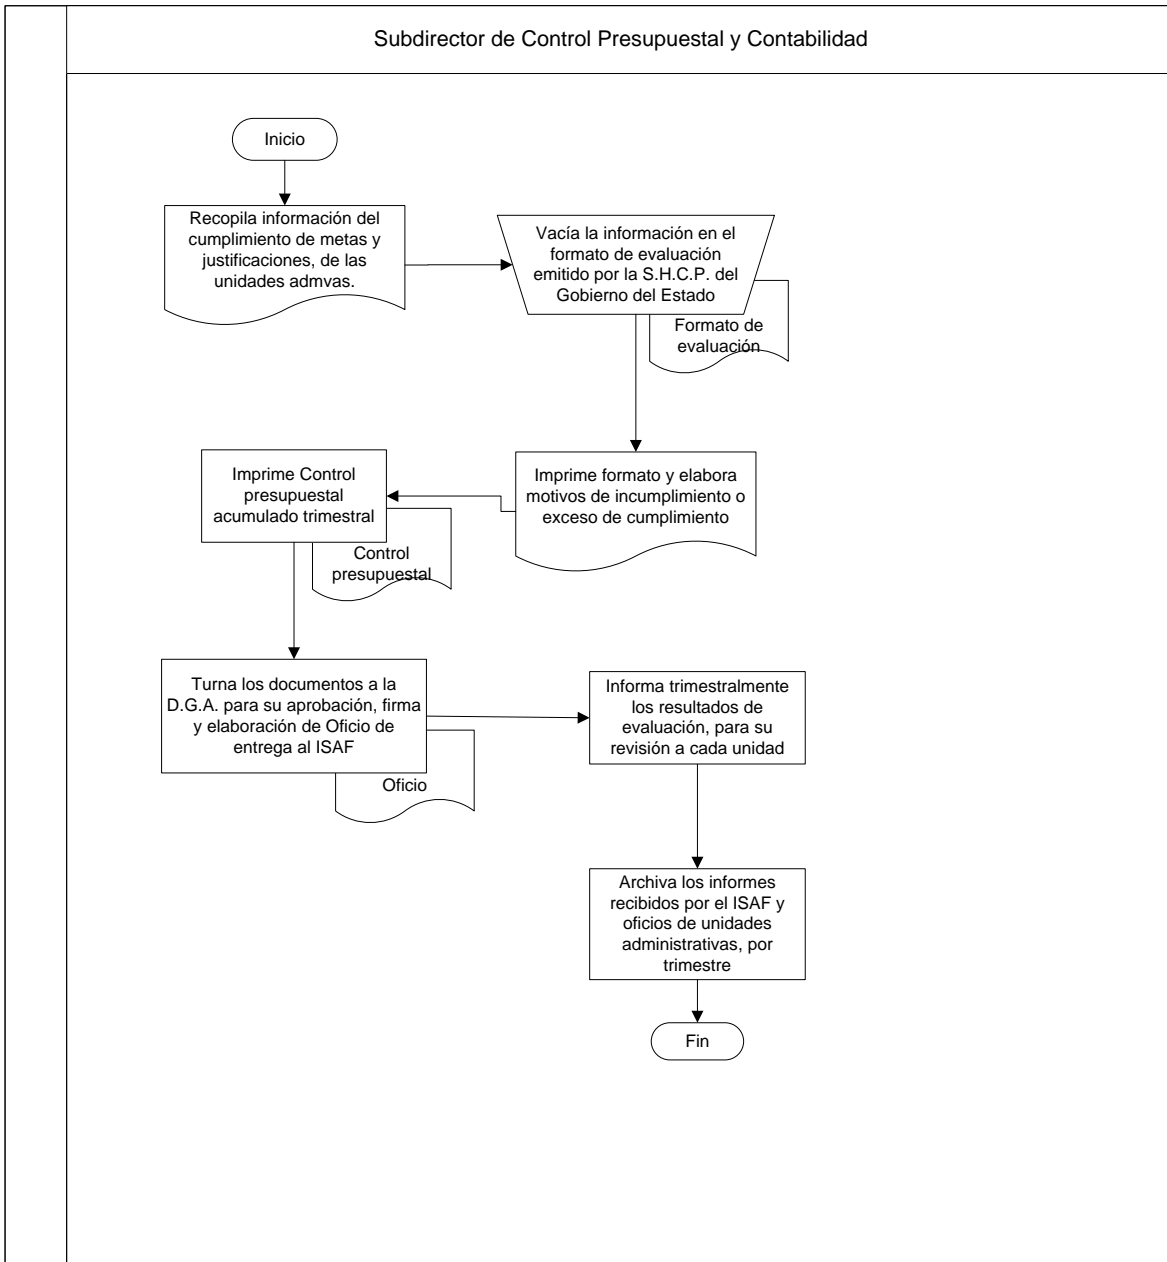 Subdirector de Control Presupuestal y Contabilidad
Inicio
Recopila información del
cumplimiento de metas y
justificaciones, de las
unidades admvas.
Vacía la información en el
formato de evaluación
emitido por la S.H.C.P. del
Gobierno del Estado
Formato de
evaluación
Imprime formato y elabora
motivos de incumplimiento o
exceso de cumplimiento
Imprime Control
presupuestal
acumulado trimestral
Control
presupuestal
Turna los documentos a la
D.G.A. para su aprobación, firma
y elaboración de Oficio de
entrega al ISAF
Oficio
Informa trimestralmente
los resultados de
evaluación, para su
revisión a cada unidad
Archiva los informes
recibidos por el ISAF y
oficios de unidades
administrativas, por
trimestre
Fin